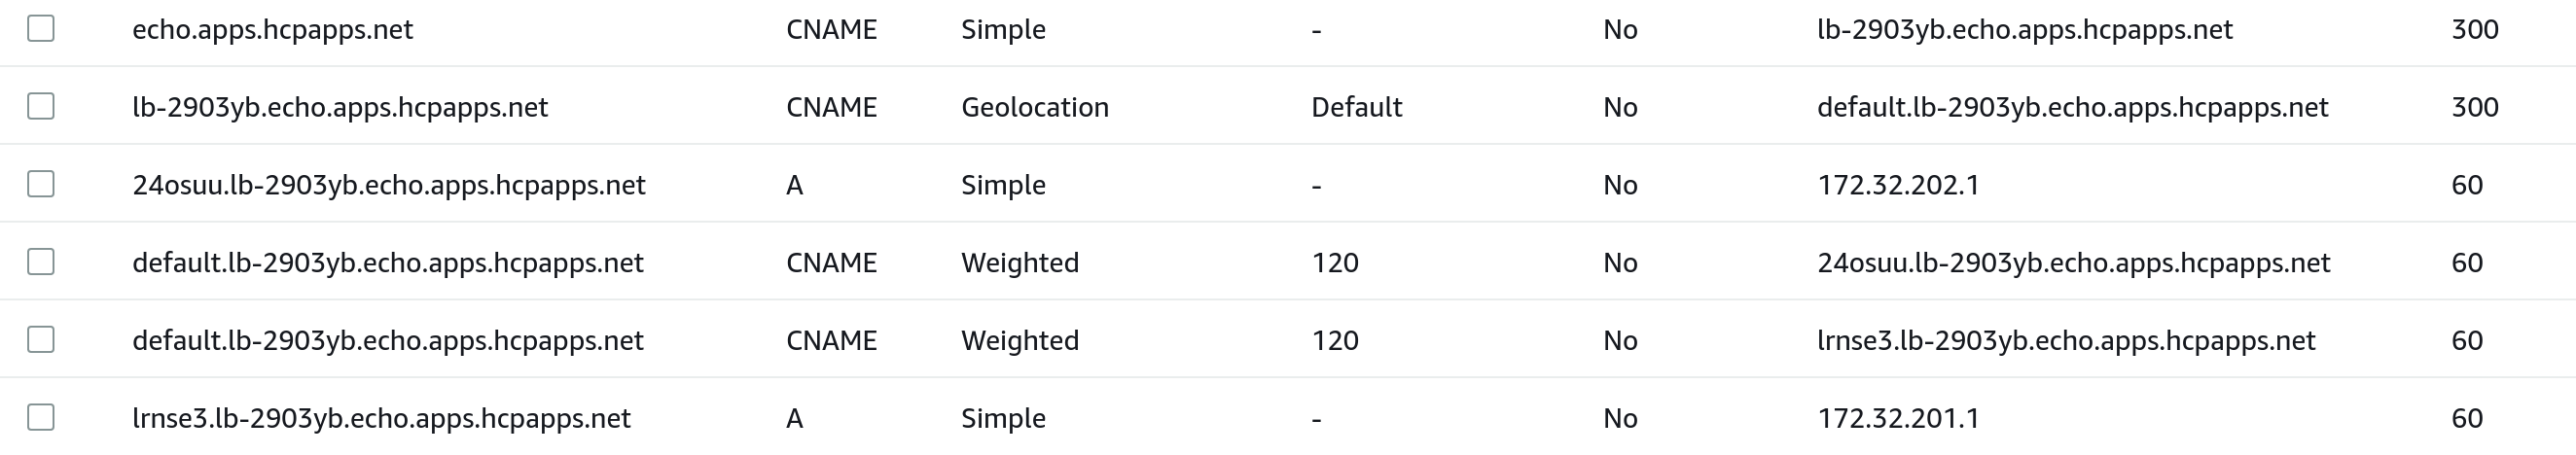 echo.apps.hcpapps.net CNAME Simple - No lb-2903yb.echo.apps.hcpapps.net 300
lb-2903yb.echo.apps.hcpapps.net CNAME Geolocation Default No default.lb-2903yb.echo.apps.hcpapps.net 300
24osuu.lb-2903yb.echo.apps.hcpapps.net A Simple - No 172.32.202.1 60
default.lb-2903yb.echo.apps.hcpapps.net CNAME Weighted 120 No 24osuu.lb-2903yb.echo.apps.hcpapps.net 60
default.lb-2903yb.echo.apps.hcpapps.net CNAME Weighted 120 No lrnse3.lb-2903yb.echo.apps.hcpapps.net 60
lrnse3.lb-2903yb.echo.apps.hcpapps.net A Simple - No 172.32.201.1 60